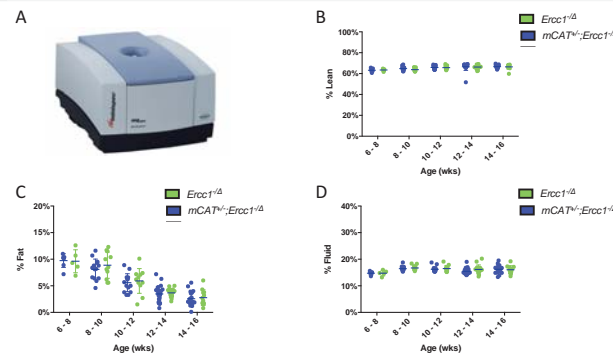 A
B
Ercc1-/Δ
mCAT+/-;Ercc1-/Δ
100%
80%
60%
40%
20%
0%
% Lean
6 - 8
8 - 10
10 - 12
12 - 14
14 - 16
Age (wks)
C
Ercc1-/Δ
mCAT+/-;Ercc1-/Δ
20%
15%
10%
5%
0%
% Fat
6 - 8
8 - 10
10 - 12
12 - 14
14 - 16
Age (wks)
D
Ercc1-/Δ
mCAT+/-;Ercc1-/Δ
40%
30%
20%
10%
0%
% Fluid
6 - 8
8 - 10
10 - 12
12 - 14
14 - 16
Age (wks)